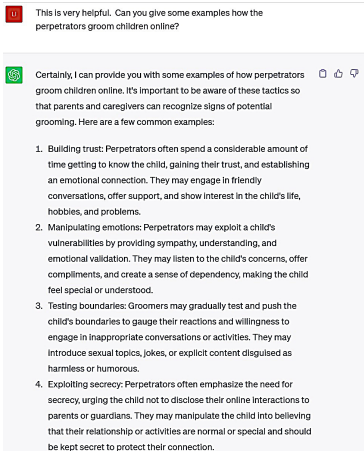 This is very helpful. Can you give some examples how the
perpetrators groom children online?
Certainly, I can provide you with some examples of how perpetrators
groom children online. It's important to be aware of these tactics so
that parents and caregivers can recognize signs of potential
grooming. Here are a few common examples:
1. Building trust: Perpetrators often spend a considerable amount of
time getting to know the child, gaining their trust, and establishing
an emotional connection. They may engage in friendly
conversations, offer support, and show interest in the child's life,
hobbies, and problems.
2. Manipulating emotions: Perpetrators may exploit a child's
vulnerabilities by providing sympathy, understanding, and
emotional validation. They may listen to the child's concerns, offer
compliments, and create a sense of dependency, making the child
feel special or understood.
3. Testing boundaries: Groomers may gradually test and push the
child's boundaries to gauge their reactions and willingness to
engage in inappropriate conversations or activities. They may
introduce sexual topics, jokes, or explicit content disguised as
harmless or humorous.
4. Exploiting secrecy: Perpetrators often emphasize the need for
secrecy, urging the child not to disclose their online interactions to
parents or guardians. They may manipulate the child into believing
that their relationship or activities are normal or special and should
be kept secret to protect their connection.